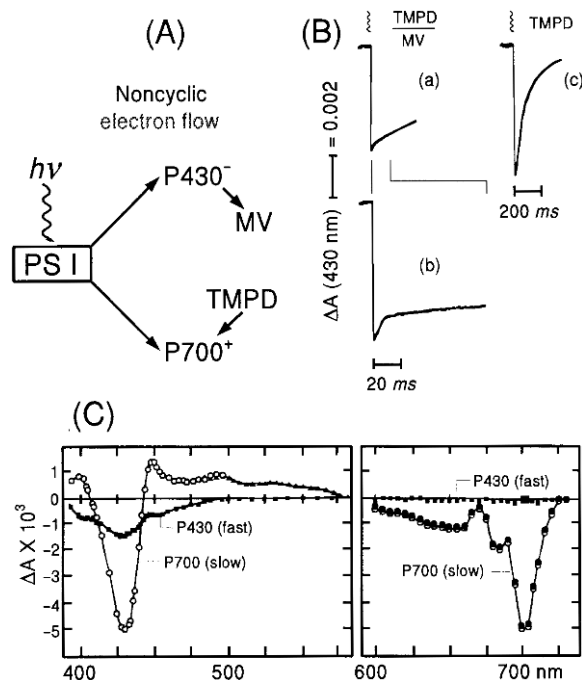 (A)
Noncyclic
electron flow
hν
P430⁻
MV
PS I
TMPD
P700⁺
(B)
TMPD
MV
(a)
TMPD
(c)
200 ms
ΔA (430 nm) = 0.002
(b)
20 ms
(C)
ΔA X 10³
1
0
-1
-2
-3
-4
-5
P430 (fast)
P700 (slow)
400
500
P430 (fast)
P700 (slow)
600
700 nm